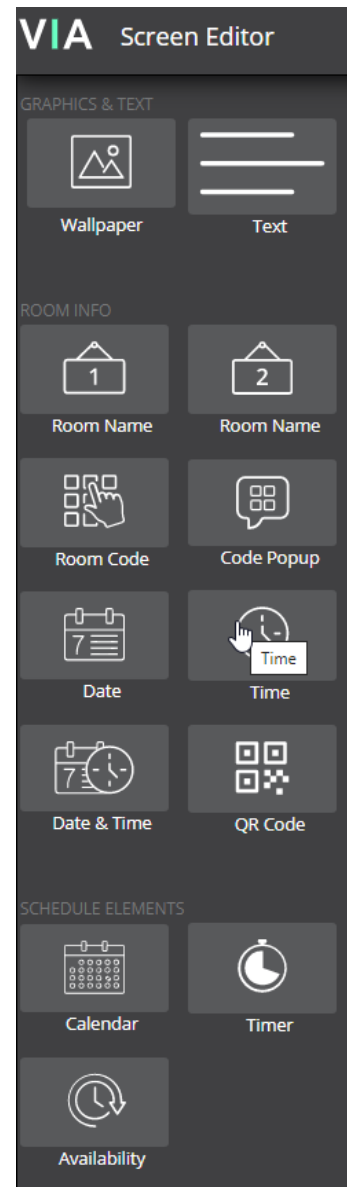 VIA Screen Editor
GRAPHICS & TEXT
Wallpaper Text
ROOM INFO
1 2
Room Name Room Name
Room Code Code Popup
7
Time
Date Time
7
Date & Time QR Code
SCHEDULE ELEMENTS
Calendar Timer
Availability